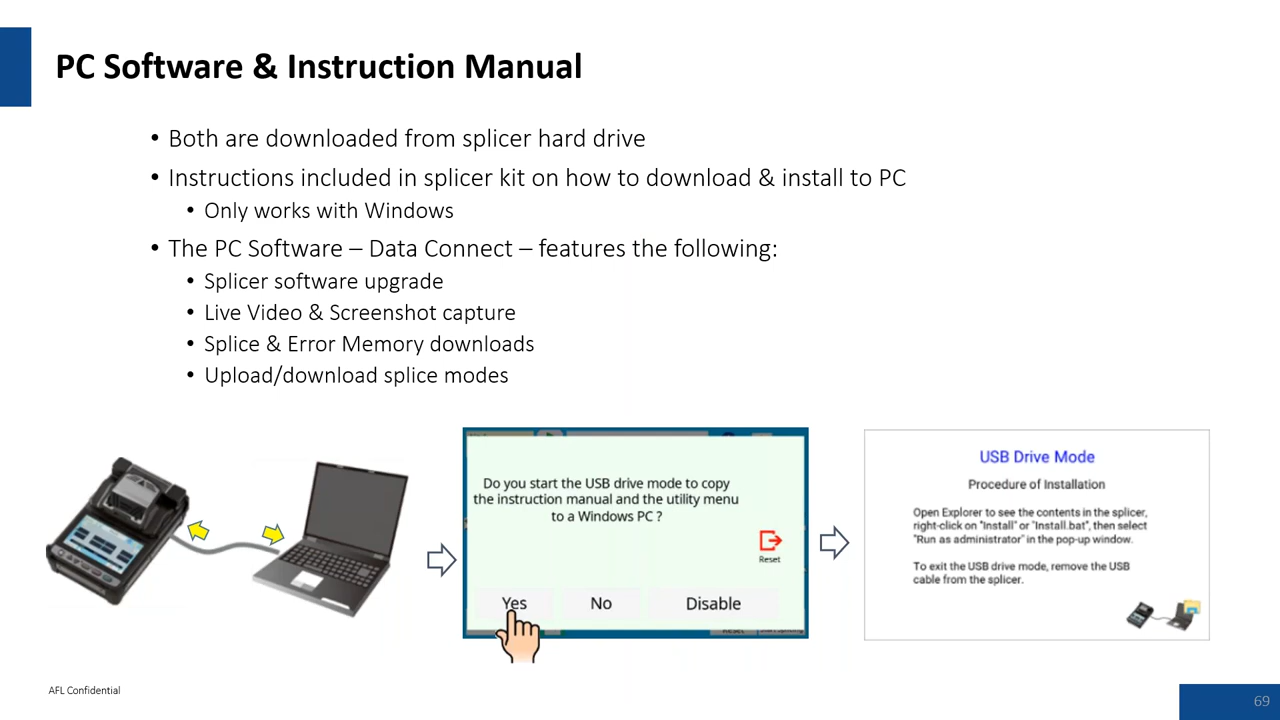 PC Software & Instruction Manual
• Both are downloaded from splicer hard drive
• Instructions included in splicer kit on how to download & install to PC
• Only works with Windows
• The PC Software – Data Connect – features the following:
• Splicer software upgrade
• Live Video & Screenshot capture
• Splice & Error Memory downloads
• Upload/download splice modes
Do you start the USB drive mode to copy
the instruction manual and the utility menu
to a Windows PC ?
Reset
Yes No Disable
USB Drive Mode
Procedure of Installation
Open Explorer to see the contents in the splicer,
right-click on "Install" or "Install.bat", then select
"Run as administrator" in the pop-up window.
To exit the USB drive mode, remove the USB
cable from the splicer.
AFL Confidential
69